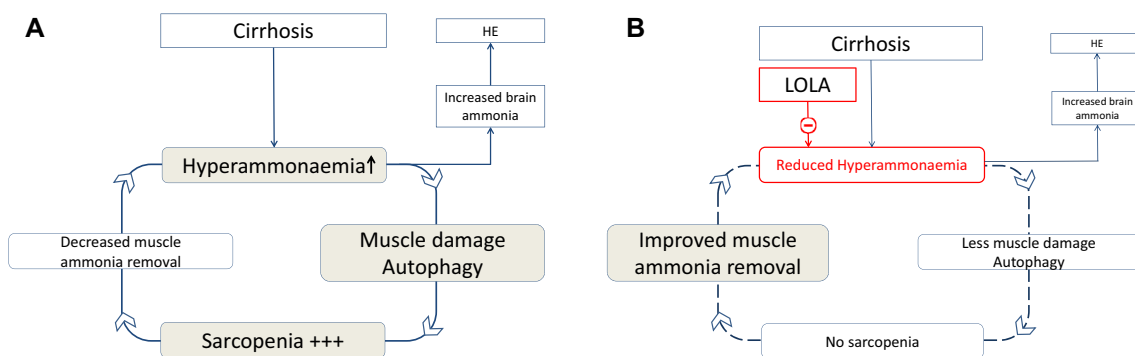 A
Cirrhosis
HE
Increased brain
ammonia
Hyperammonaemia↑
Decreased muscle
ammonia removal
Muscle damage
Autophagy
Sarcopenia +++
B
Cirrhosis
HE
LOLA
Increased brain
ammonia
Reduced Hyperammonaemia
Improved muscle
ammonia removal
Less muscle damage
Autophagy
No sarcopenia